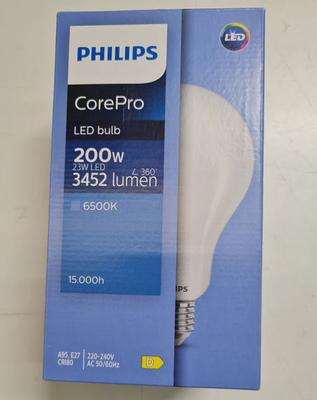 LED
PHILIPS
CorePro
LED bulb
200W
23W LED
∠ 360°
3452 lumen
6500K
15.000h
PS
A95, E27
CRI80
220-240V
AC 50/60Hz
D